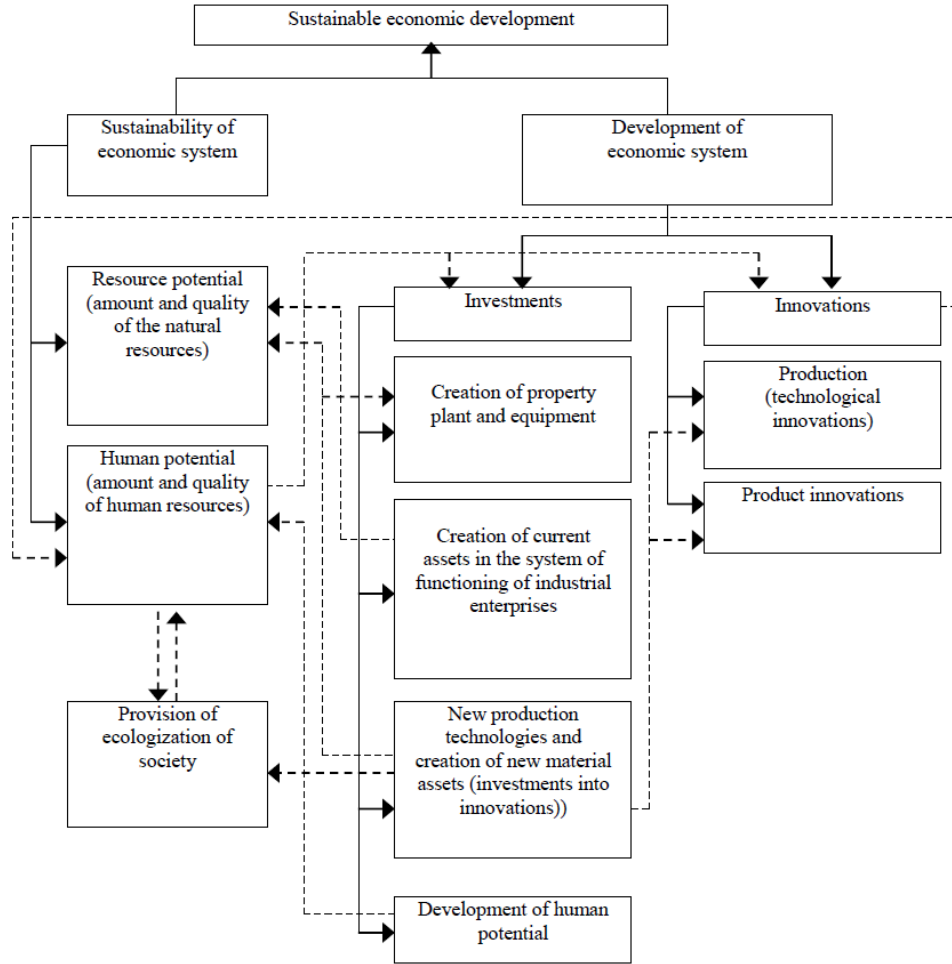 Sustainable economic development
Sustainability of
economic system
Development of
economic system
Resource potential
(amount and quality
of the natural
resources)
Investments
Innovations
Creation of property
plant and equipment
Production
(technological
innovations)
Human potential
(amount and quality
of human resources)
Product innovations
Creation of current
assets in the system of
functioning of industrial
enterprises
Provision of
ecologization of
society
New production
technologies and
creation of new material
assets (investments into
innovations))
Development of human
potential